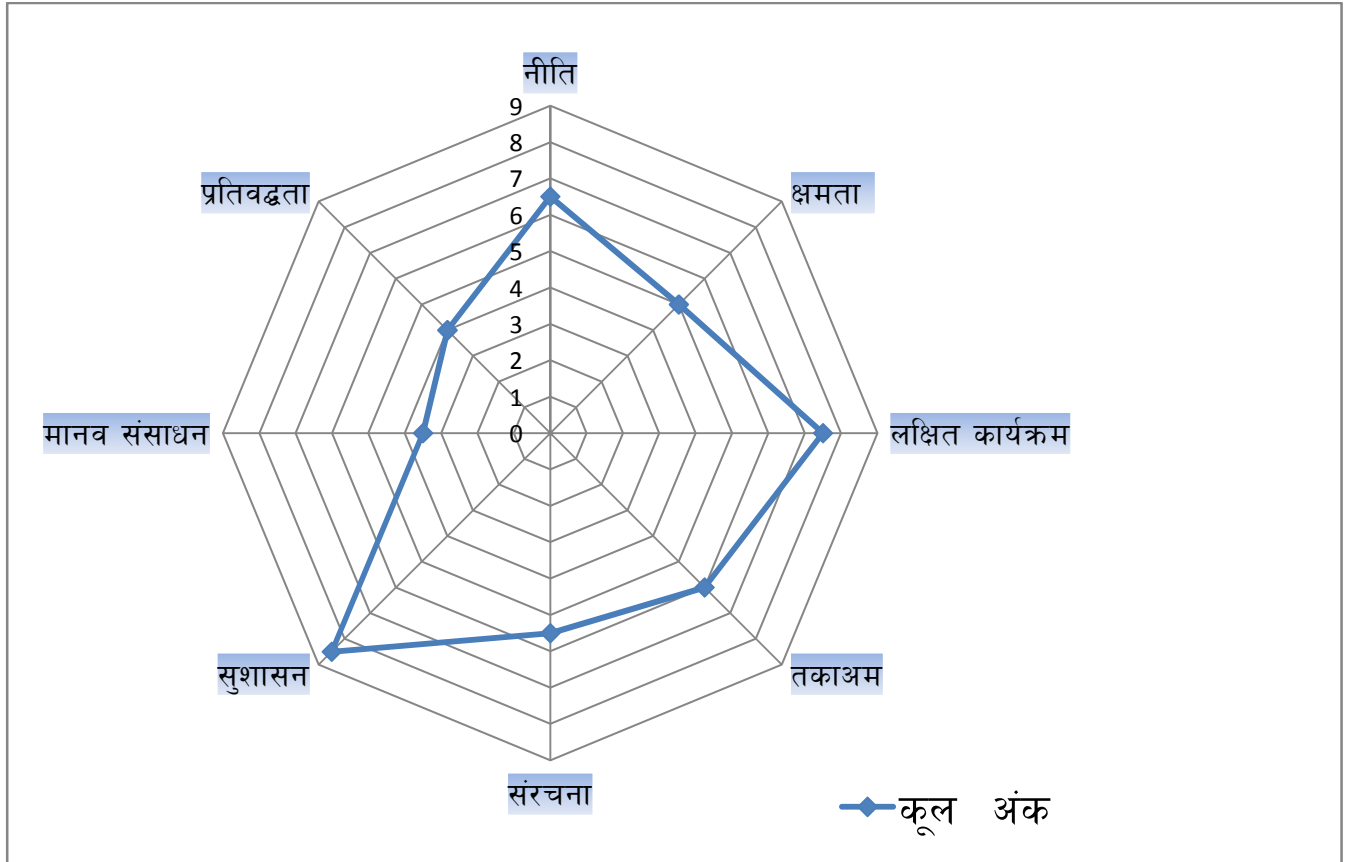 नीति
9
8
7
6
5
4
3
2
1
0
क्षमता
लक्षित कार्यक्रम
तकाअम
संरचना
सुशासन
मानव संसाधन
प्रतिवद्धता
कूल अंक